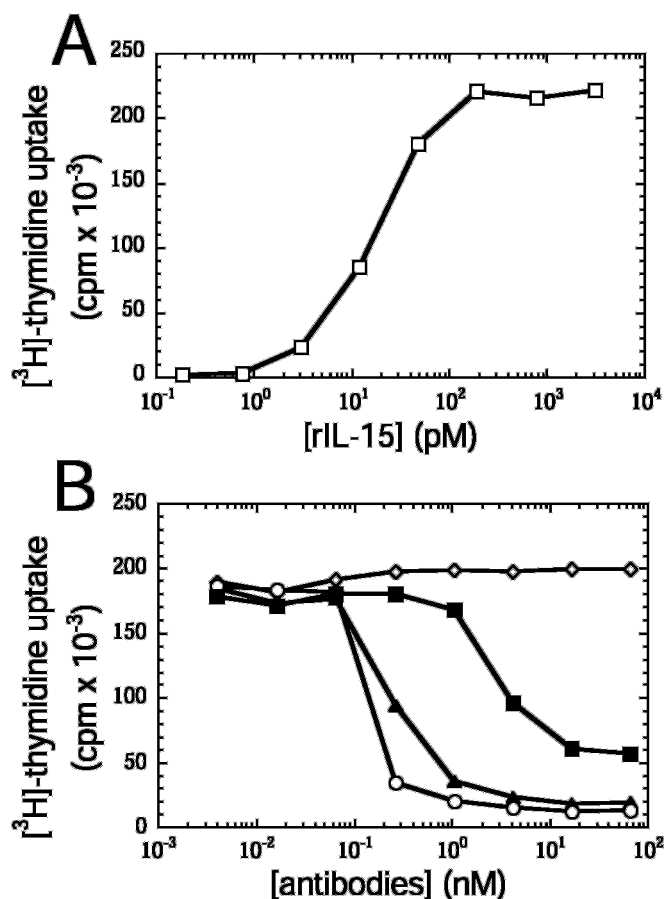 A
[³H]-thymidine uptake
(cpm x 10⁻³)
250
200
150
100
50
0
10⁻¹ 10⁰ 10¹ 10² 10³ 10⁴
[rIL-15] (pM)
B
[³H]-thymidine uptake
(cpm x 10⁻³)
250
200
150
100
50
0
10⁻³ 10⁻² 10⁻¹ 10⁰ 10¹ 10²
[antibodies] (nM)